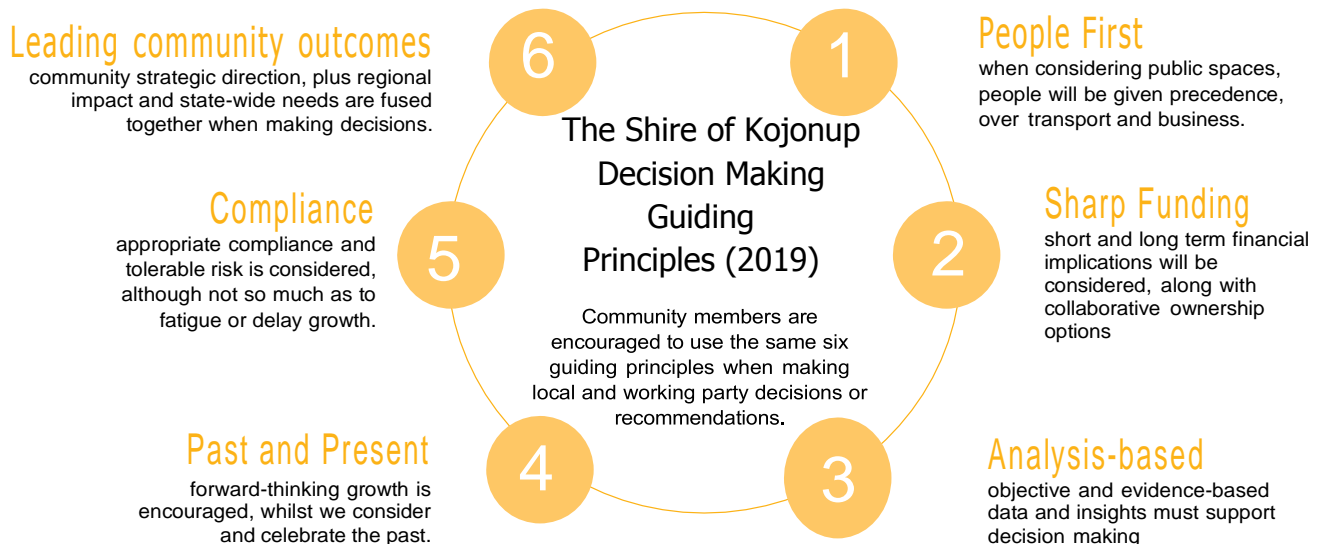 The Shire of Kojonup
Decision Making
Guiding
Principles (2019)
Community members are
encouraged to use the same six
guiding principles when making
local and working party decisions or
recommendations.
1
People First
when considering public spaces,
people will be given precedence,
over transport and business.
2
Sharp Funding
short and long term financial
implications will be
considered, along with
collaborative ownership
options
3
Analysis-based
objective and evidence-based
data and insights must support
decision making
4
Past and Present
forward-thinking growth is
encouraged, whilst we consider
and celebrate the past.
5
Compliance
appropriate compliance and
tolerable risk is considered,
although not so much as to
fatigue or delay growth.
6
Leading community outcomes
community strategic direction, plus regional
impact and state-wide needs are fused
together when making decisions.